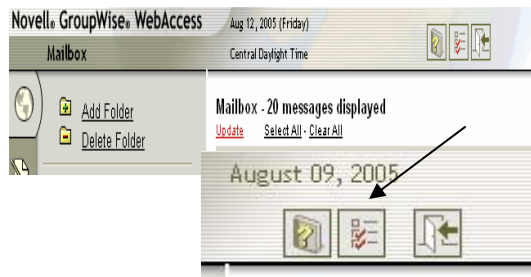 Novell® GroupWise® WebAccess Aug 12, 2005 (Friday)
Mailbox Central Daylight Time
Add Folder
Delete Folder
Mailbox - 20 messages displayed
Update Select All - Clear All
August 09, 2005